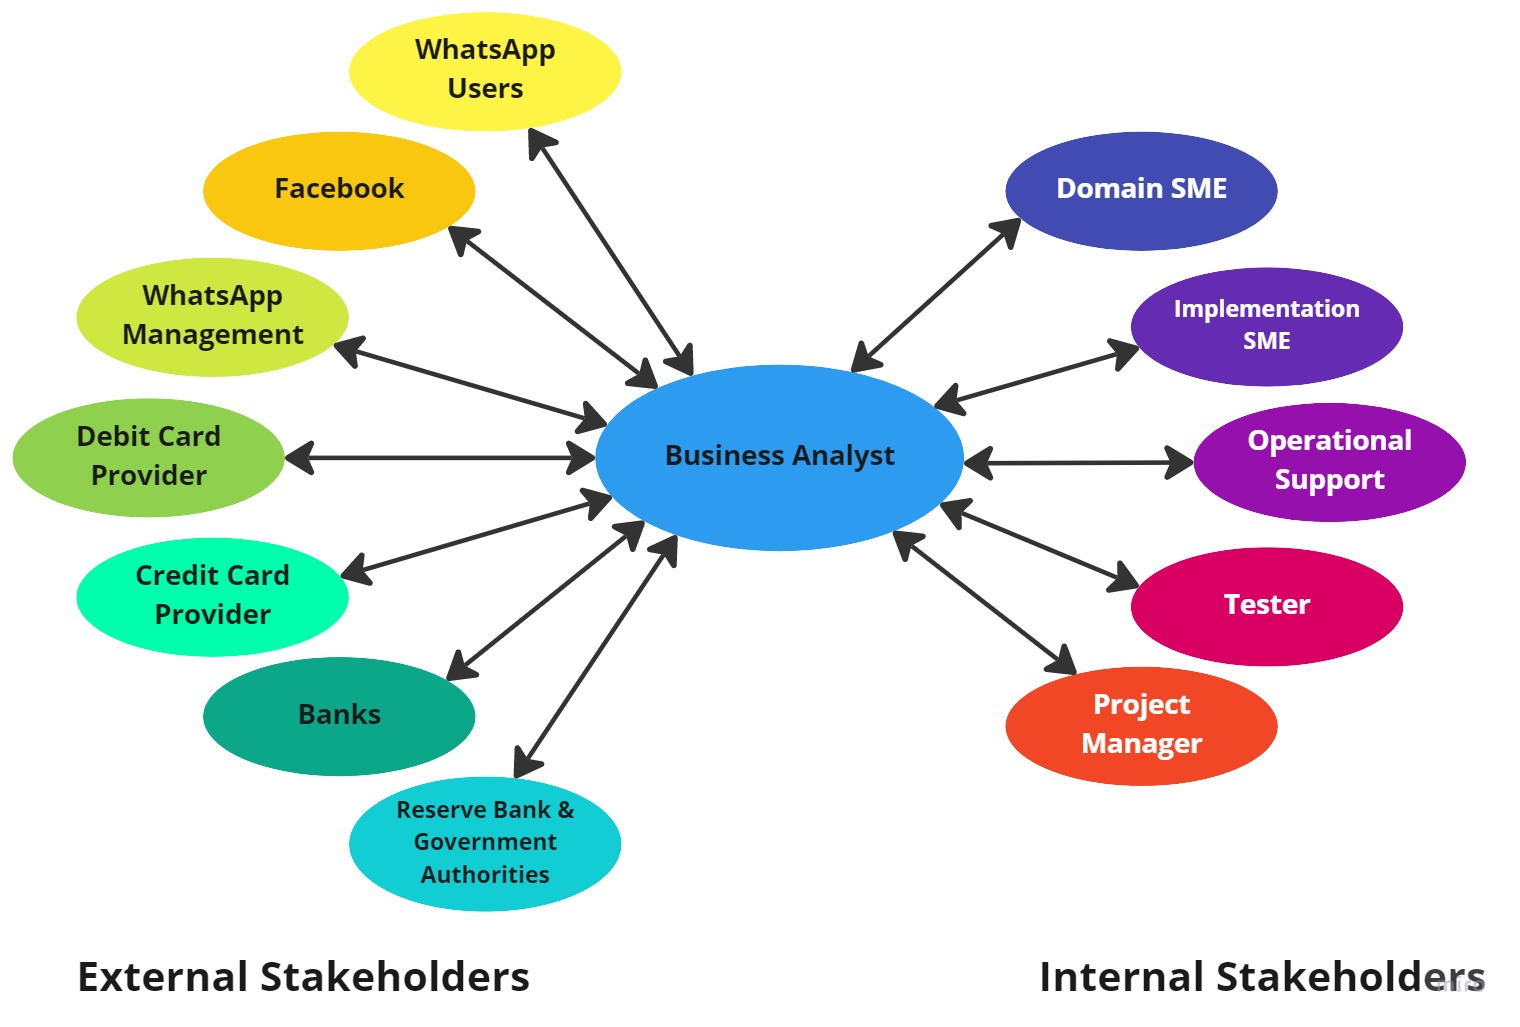 WhatsApp
Users
Facebook
WhatsApp
Management
Debit Card
Provider
Credit Card
Provider
Banks
Reserve Bank &
Government
Authorities
Business Analyst
Domain SME
Implementation
SME
Operational
Support
Tester
Project
Manager
External Stakeholders
Internal Stakeholders
miro